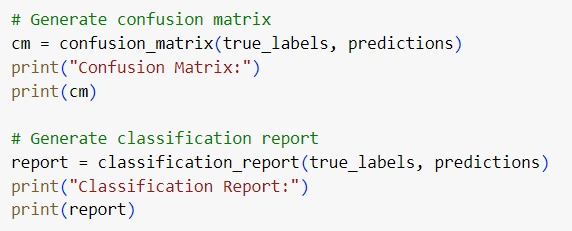 # Generate confusion matrix
cm = confusion_matrix(true_labels, predictions)
print("Confusion Matrix:")
print(cm)

# Generate classification report
report = classification_report(true_labels, predictions)
print("Classification Report:")
print(report)